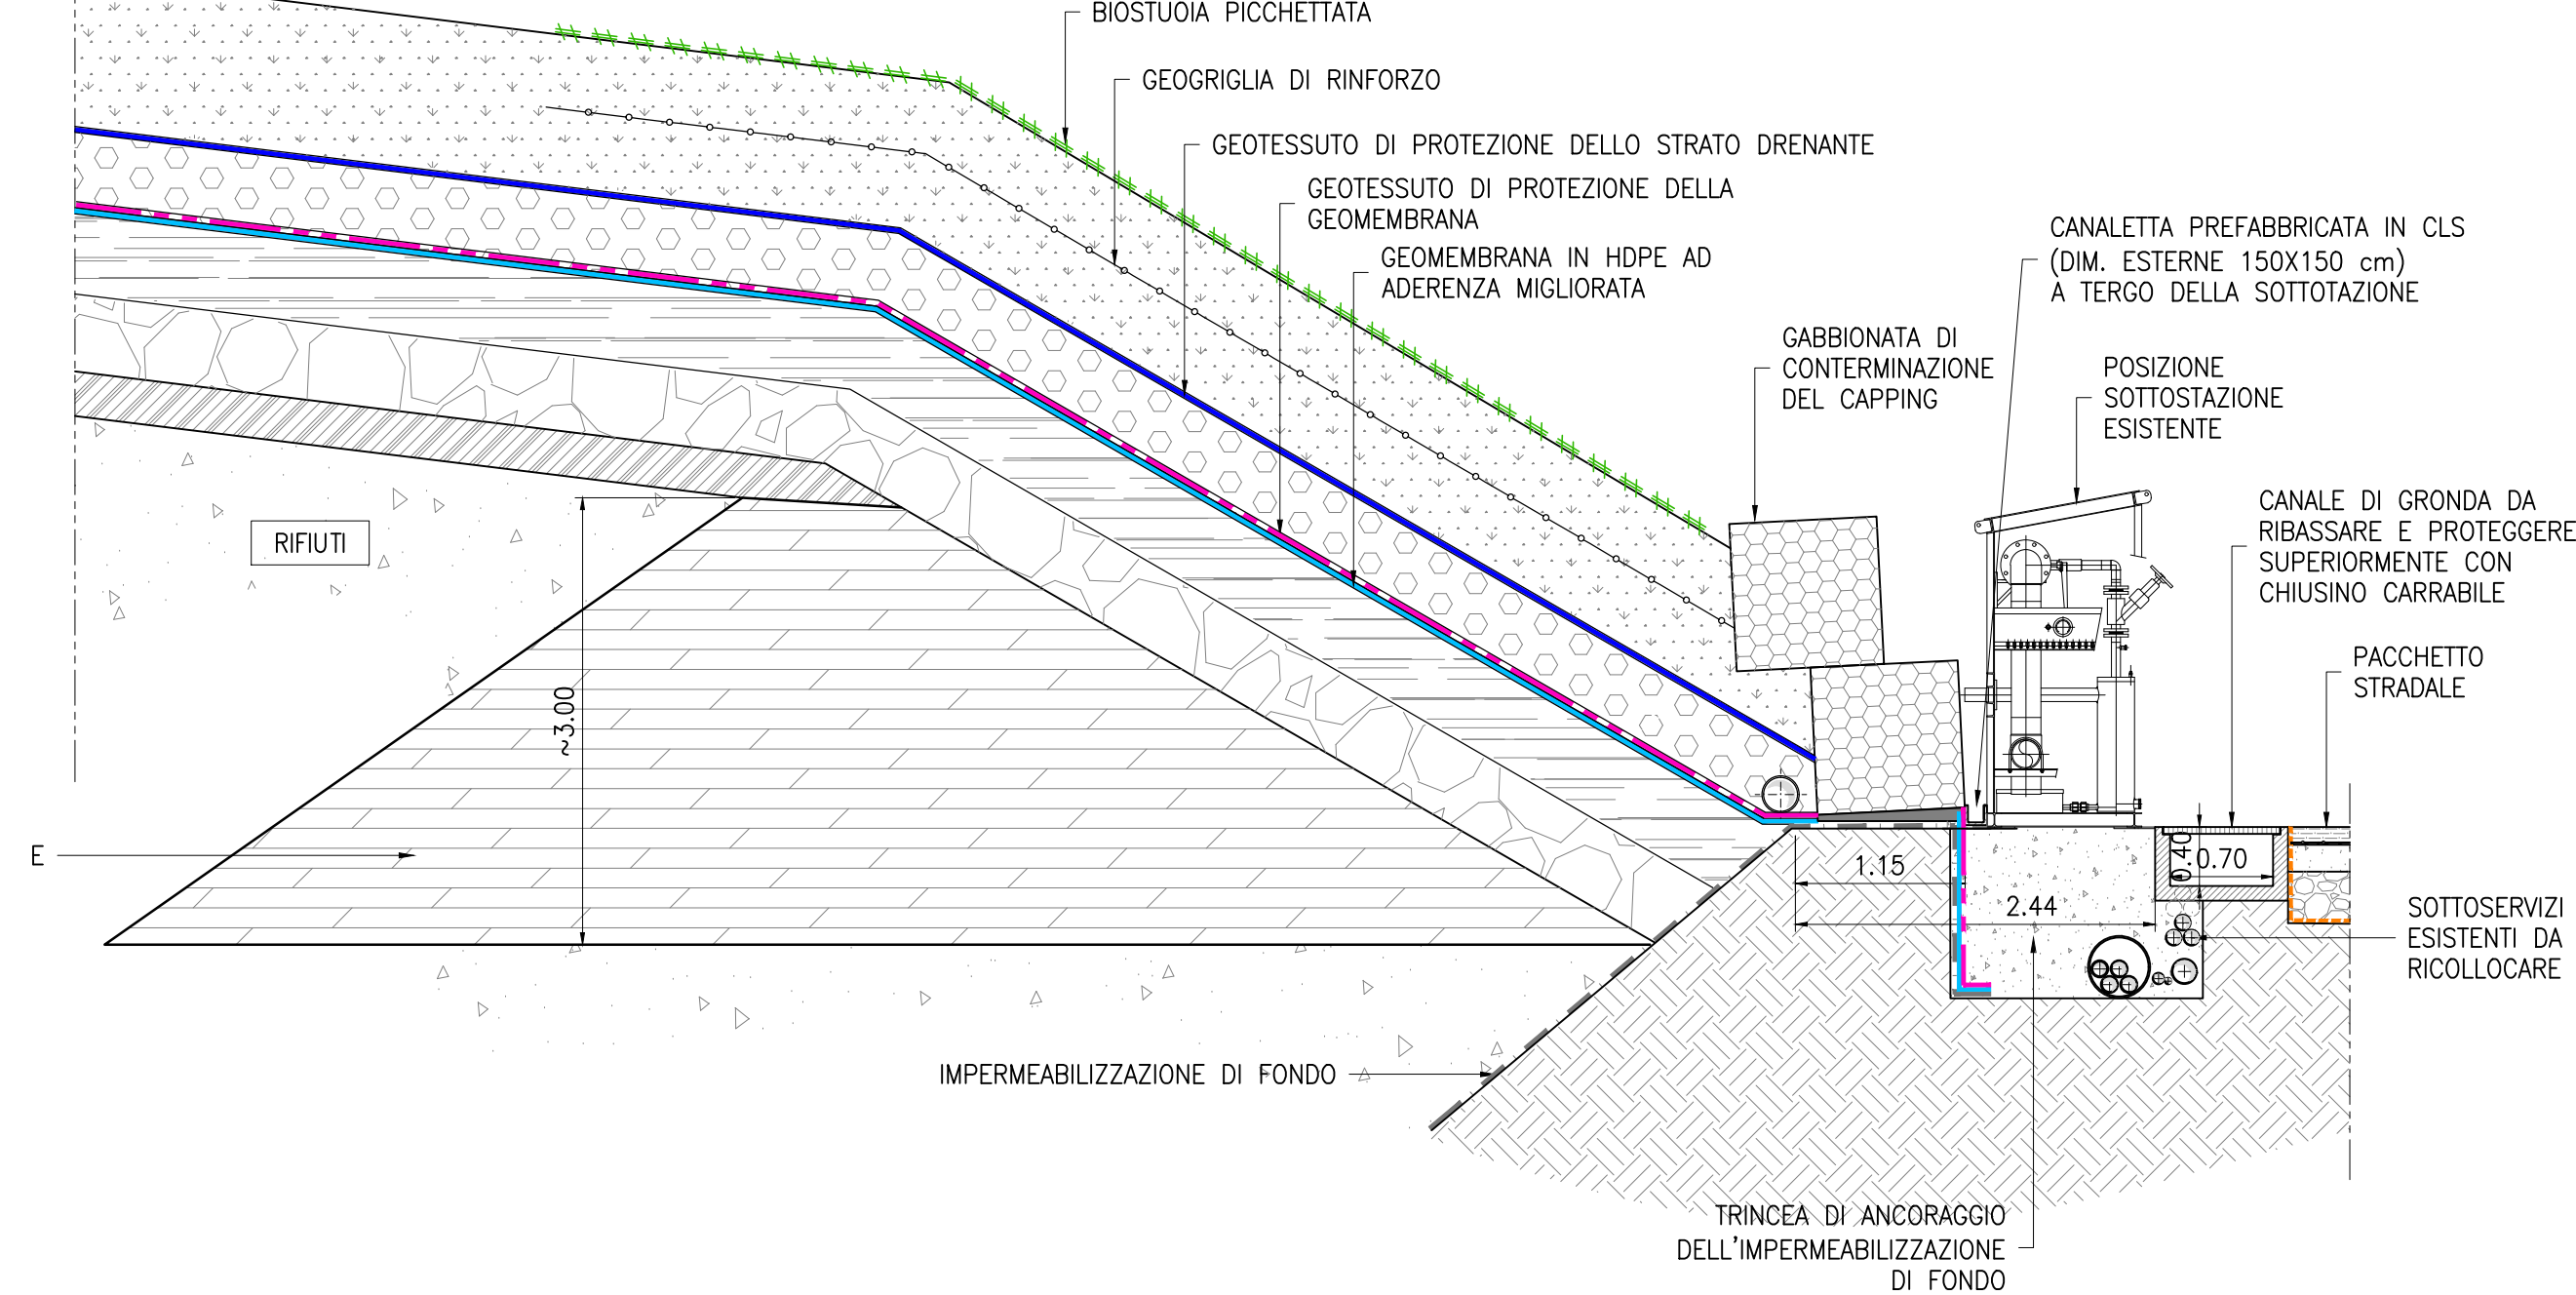 BIOSTUOIA PICCHETTATA
GEOGRIGLIA DI RINFORZO
GEOTESSUTO DI PROTEZIONE DELLO STRATO DRENANTE
GEOTESSUTO DI PROTEZIONE DELLA
GEOMEMBRANA
GEOMEMBRANA IN HDPE AD
ADERENZA MIGLIORATA
CANALETTA PREFABBRICATA IN CLS
(DIM. ESTERNE 150X150 cm)
A TERGO DELLA SOTTOTAZIONE
GABBIONATA DI
CONTERMINAZIONE
DEL CAPPING
POSIZIONE
SOTTOSTAZIONE
ESISTENTE
CANALE DI GRONDA DA
RIBASSARE E PROTEGGERE
SUPERIORMENTE CON
CHIUSINO CARRABILE
RIFIUTI
PACCHETTO
STRADALE
~3.00
E
1.15
0.40
0.70
2.44
SOTTOSERVIZI
ESISTENTI DA
RICOLLOCARE
IMPERMEABILIZZAZIONE DI FONDO
TRINCEA DI ANCORAGGIO
DELL'IMPERMEABILIZZAZIONE
DI FONDO